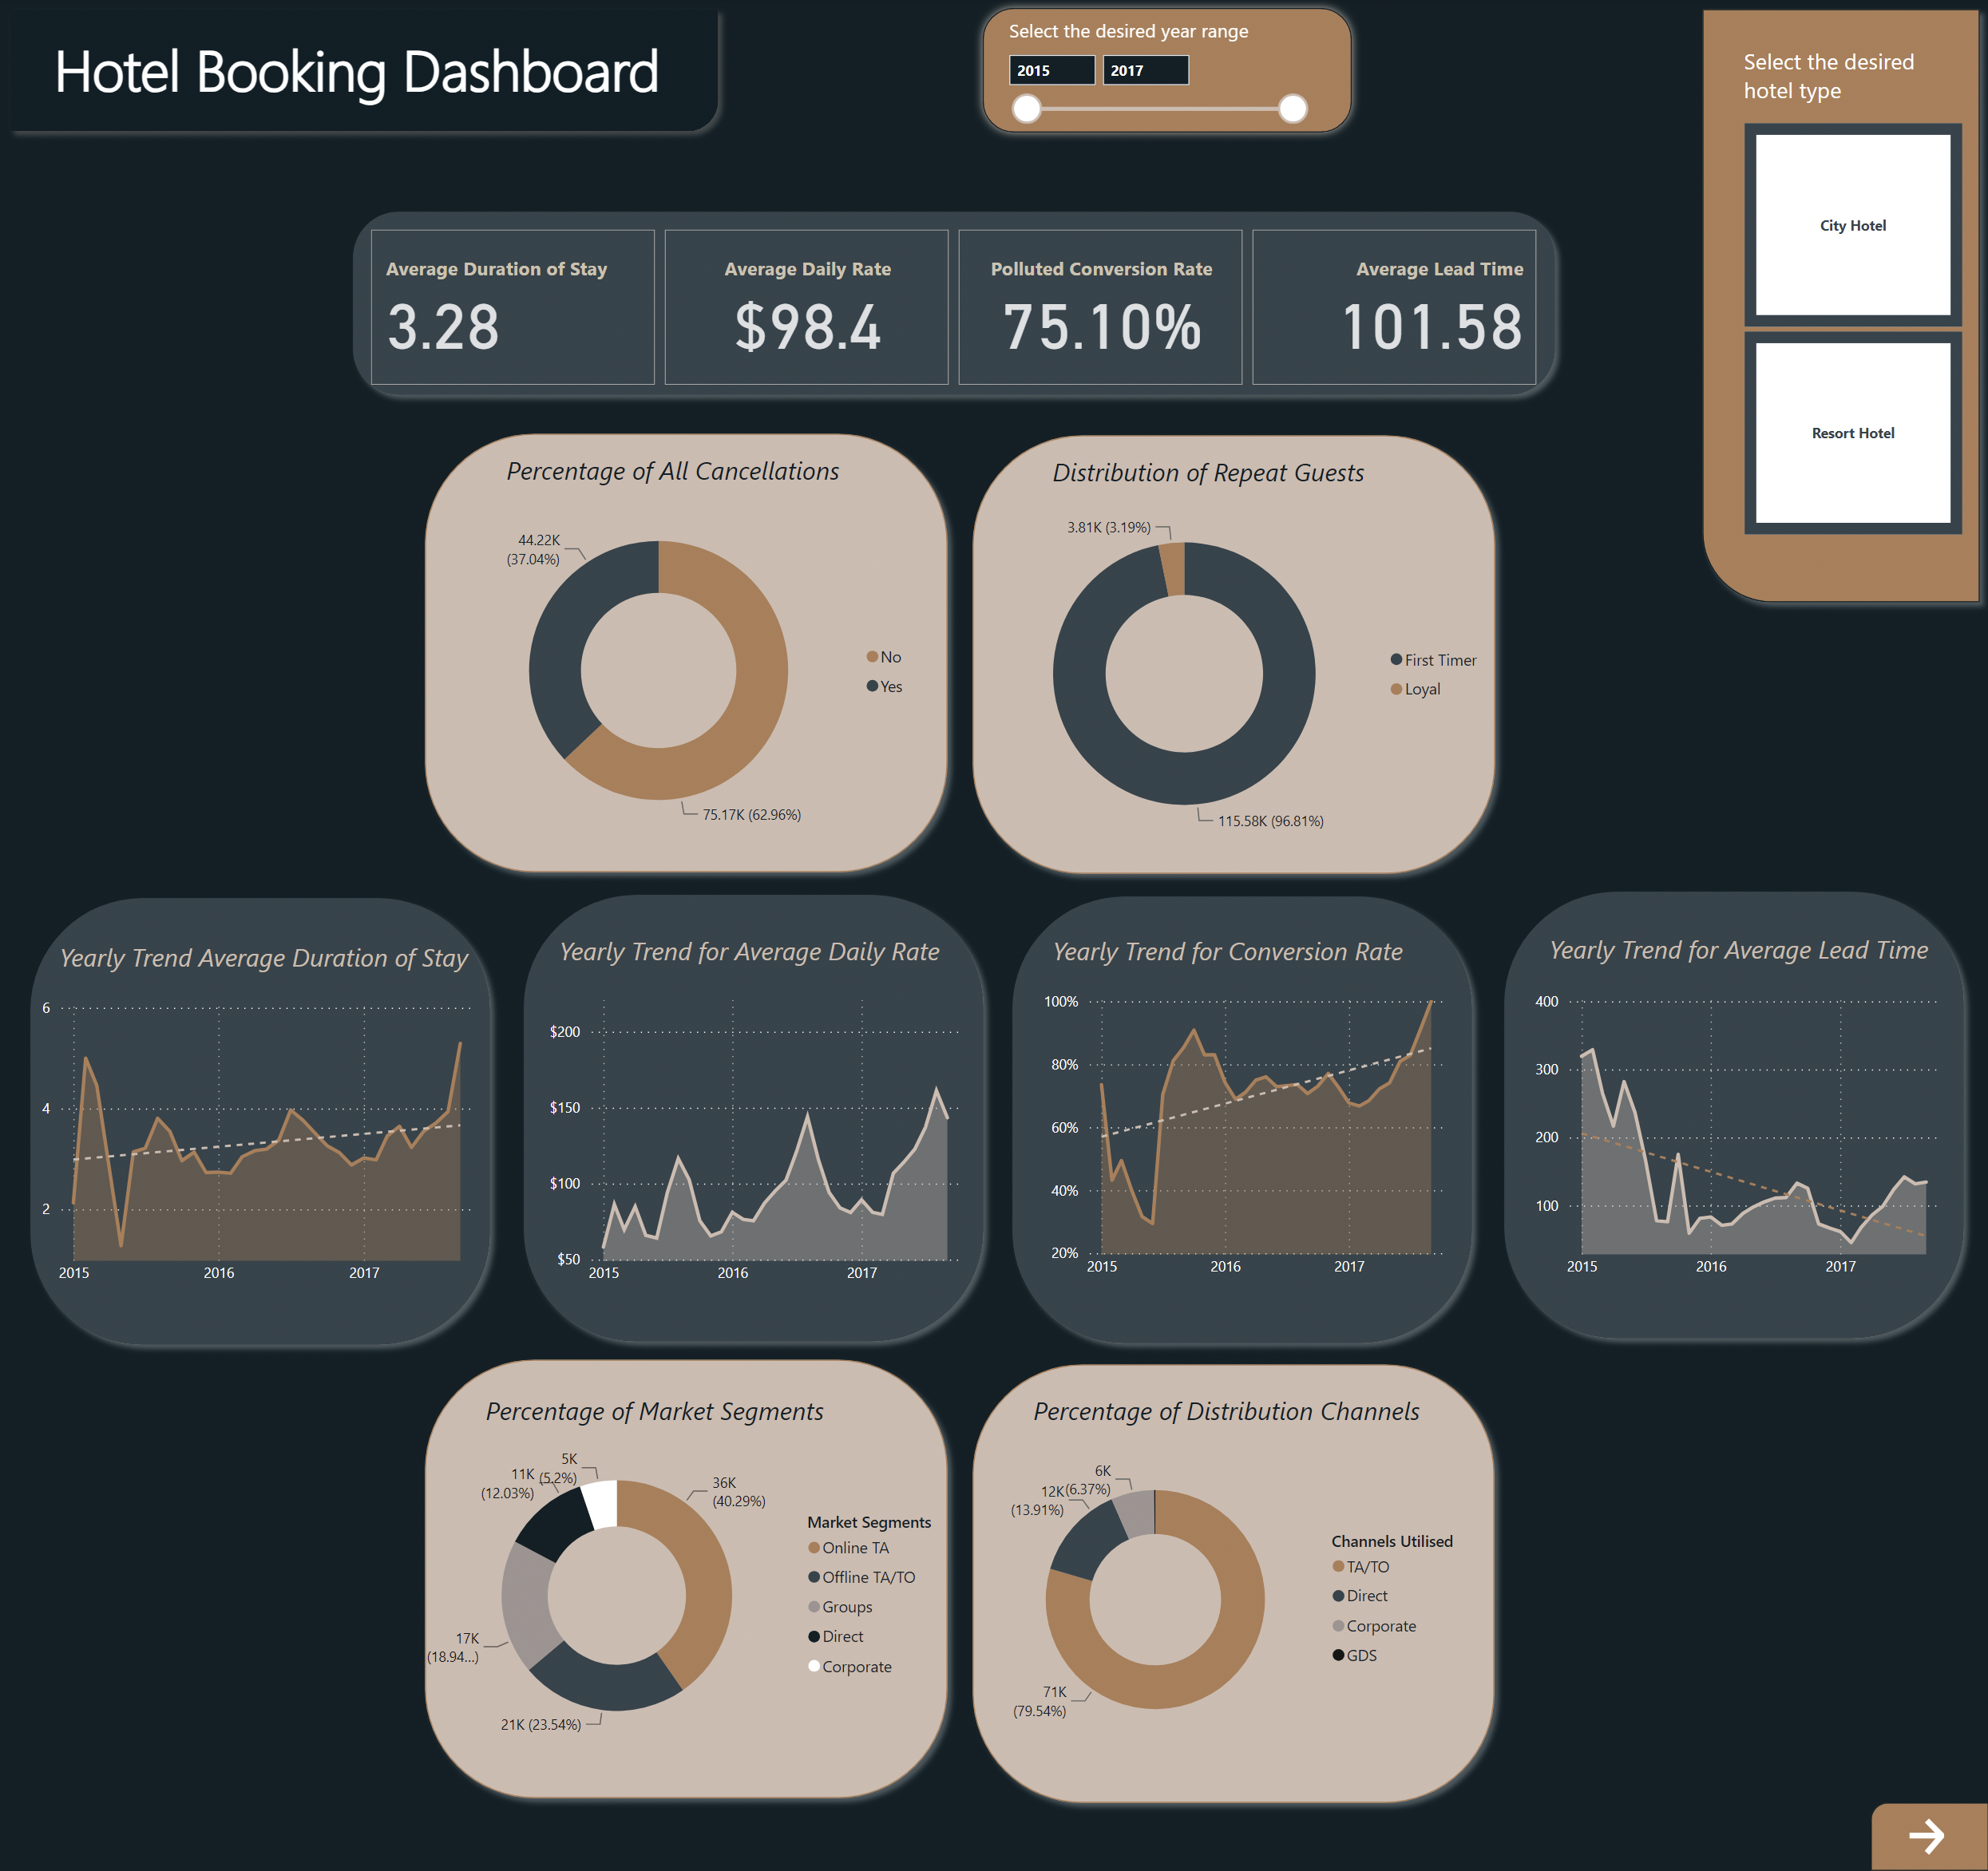 Hotel Booking Dashboard
Select the desired year range
2015
2017
Select the desired
hotel type
City Hotel
Resort Hotel
Average Duration of Stay
3.28
Average Daily Rate
$98.4
Polluted Conversion Rate
75.10%
Average Lead Time
101.58
Percentage of All Cancellations
44.22K
(37.04%)
75.17K (62.96%)
No
Yes
Distribution of Repeat Guests
3.81K (3.19%)
115.58K (96.81%)
First Timer
Loyal
Yearly Trend Average Duration of Stay
6
4
2
2015
2016
2017
Yearly Trend for Average Daily Rate
$200
$150
$100
$50
2015
2016
2017
Yearly Trend for Conversion Rate
100%
80%
60%
40%
20%
2015
2016
2017
Yearly Trend for Average Lead Time
400
300
200
100
2015
2016
2017
Percentage of Market Segments
5K
(5.2%)
11K
(12.03%)
36K
(40.29%)
17K
(18.94...)
21K (23.54%)
Market Segments
Online TA
Offline TA/TO
Groups
Direct
Corporate
Percentage of Distribution Channels
6K
(6.37%)
12K
(13.91%)
71K
(79.54%)
Channels Utilised
TA/TO
Direct
Corporate
GDS